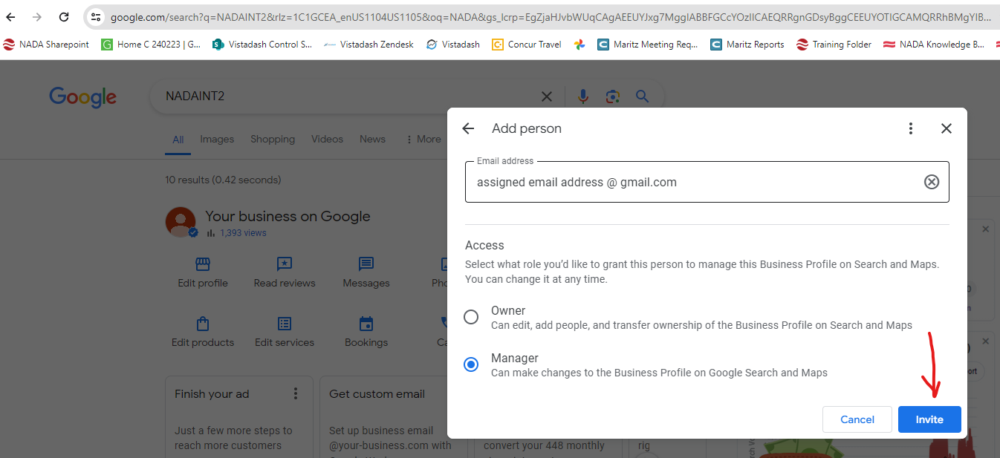 google.com/search?q=NADAINT2&rlz=1C1GCEA_enUS1104US1105&oq=NADA&gs_lcrp=EgZjaHJvbWUqCAgAEEUYJxg7MggIABBFGCcYOzIICAEQRRgnGDsyBggCEEUYOTIGCAMQRRhBMgYIB...
NADA Sharepoint Home C 240223 | G... Vistadash Control S... Vistadash Zendesk Vistadash Concur Travel Maritz Meeting Req... Maritz Reports Training Folder NADA Knowledge B...
Google NADAINT2
All Images Shopping Videos News More
10 results (0.42 seconds)
Your business on Google
1,393 views
Edit profile Read reviews Messages
Edit products Edit services Bookings
Finish your ad Get custom email
Just a few more steps to Set up business email
reach more customers @your-business.com with convert your 448 monthly
Add person
Email address
assigned email address @ gmail.com
Access
Select what role you’d like to grant this person to manage this Business Profile on Search and Maps.
You can change it at any time.
Owner
Can edit, add people, and transfer ownership of the Business Profile on Search and Maps
Manager
Can make changes to the Business Profile on Google Search and Maps
Cancel Invite